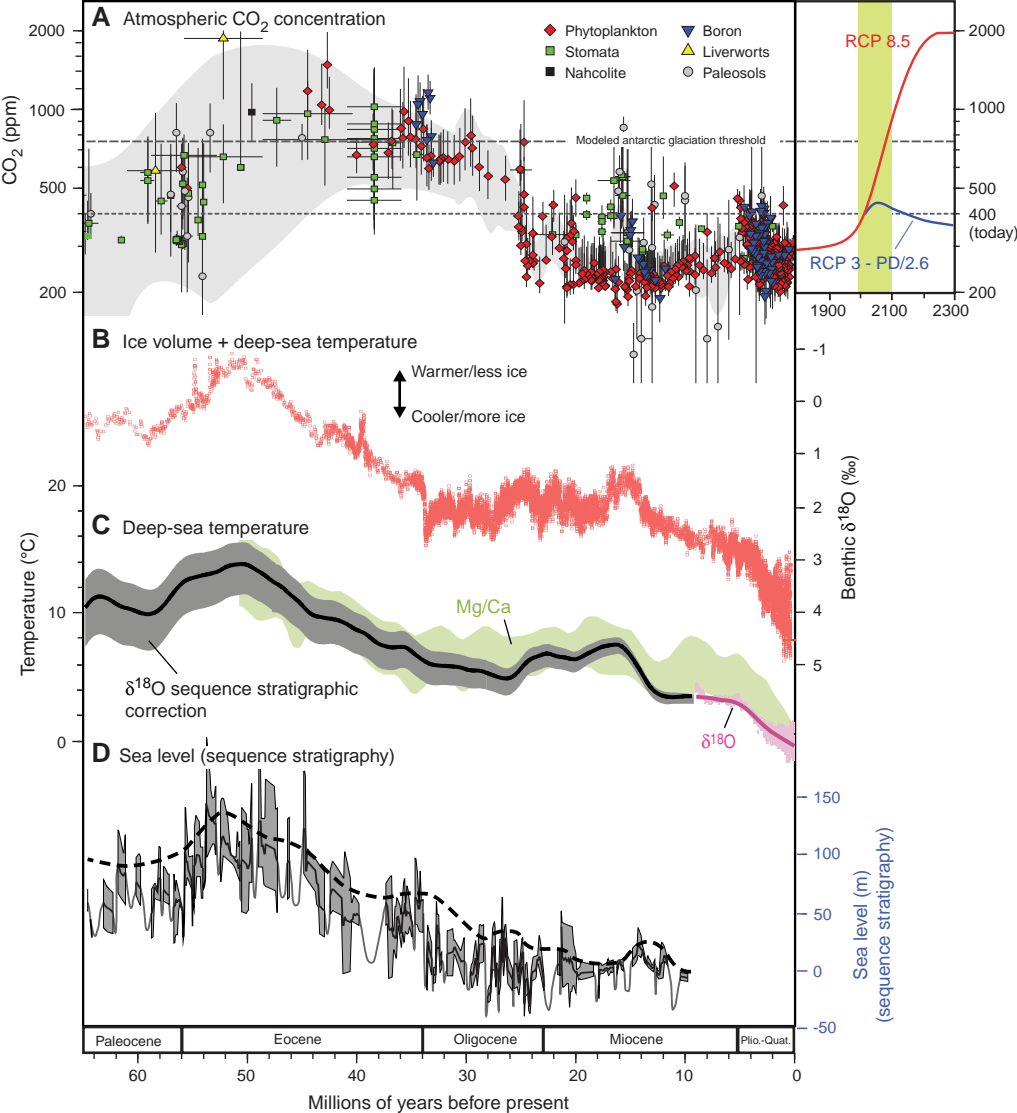 A Atmospheric CO2 concentration
Phytoplankton
Stomata
Nahcolite
Boron
Liverworts
Paleosols
CO2 (ppm)
2000
1000
500
400
200
Modeled antarctic glaciation threshold
RCP 8.5
RCP 3 - PD/2.6
2000
1000
500
400
(today)
200
1900
2100
2300
B Ice volume + deep-sea temperature
Warmer/less ice
Cooler/more ice
-1
0
1
2
3
4
5
Benthic δ18O (‰)
C Deep-sea temperature
20
10
0
Temperature (°C)
Mg/Ca
δ18O sequence stratigraphic
correction
δ18O
D Sea level (sequence stratigraphy)
150
100
50
0
-50
Sea level (m)
(sequence stratigraphy)
Paleocene
Eocene
Oligocene
Miocene
Plio.-Quat.
60
50
40
30
20
10
0
Millions of years before present